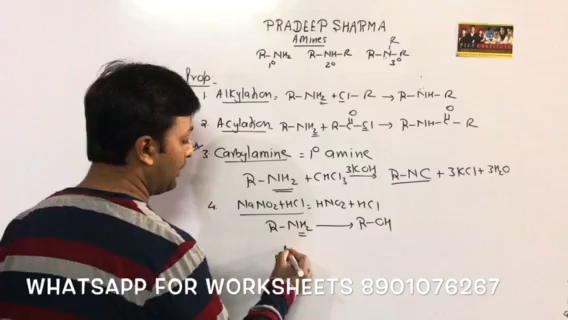 PRADEEP SHARMA
Amines
R-NH2 R-NH-R R-N-R
R
1° 2° 3°
Prop:-
1. Alkylation = R-NH2 + Cl-R → R-NH-R
O O
2. Acylation R-NH2 + R-C-Cl → R-NH-C-R
3 Carbylamine = 1° amine
R-NH2 + CHCl3 3KOH→ R-NC + 3KCl + 3H2O
4. NaNO2+HCl = HNO2 + HCl
R-NH2 → R-OH
WHATSAPP FOR WORKSHEETS 8901076267